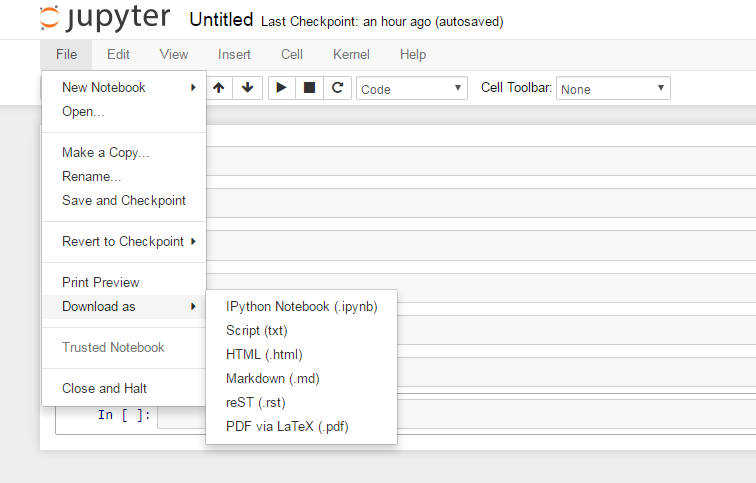 jupyter Untitled Last Checkpoint: an hour ago (autosaved)
File Edit View Insert Cell Kernel Help
Code Cell Toolbar: None
New Notebook
Open...
Make a Copy...
Rename...
Save and Checkpoint
Revert to Checkpoint
Print Preview
Download as
Trusted Notebook
Close and Halt
IPython Notebook (.ipynb)
Script (txt)
HTML (.html)
Markdown (.md)
reST (.rst)
PDF via LaTeX (.pdf)
In [ ]: